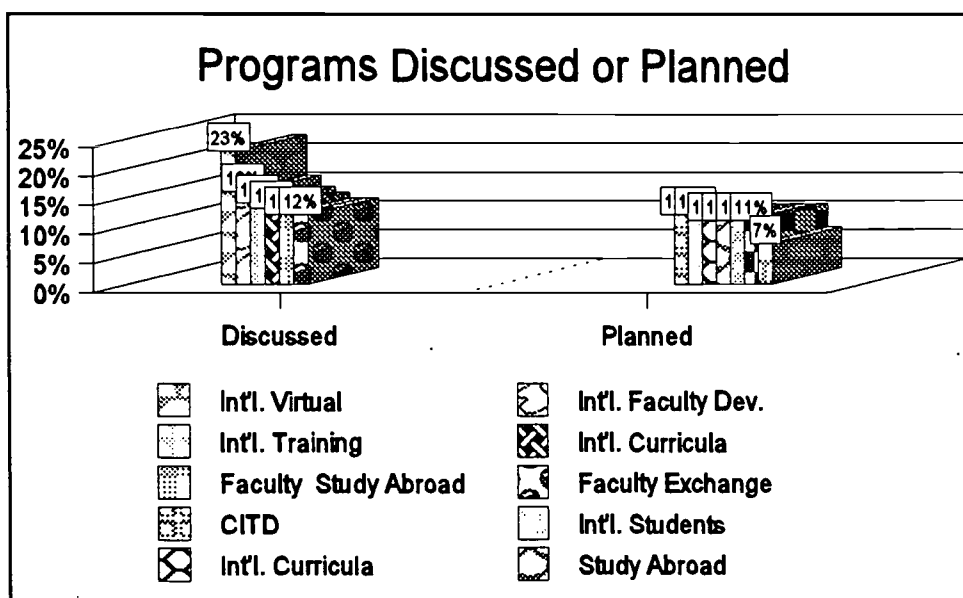 Programs Discussed or Planned
25%
20%
15%
10%
5%
0%
23%
12%
11%
7%
Discussed Planned
Int'l. Virtual Int'l. Faculty Dev.
Int'l. Training Int'l. Curricula
Faculty Study Abroad Faculty Exchange
CITD Int'l. Students
Int'l. Curricula Study Abroad